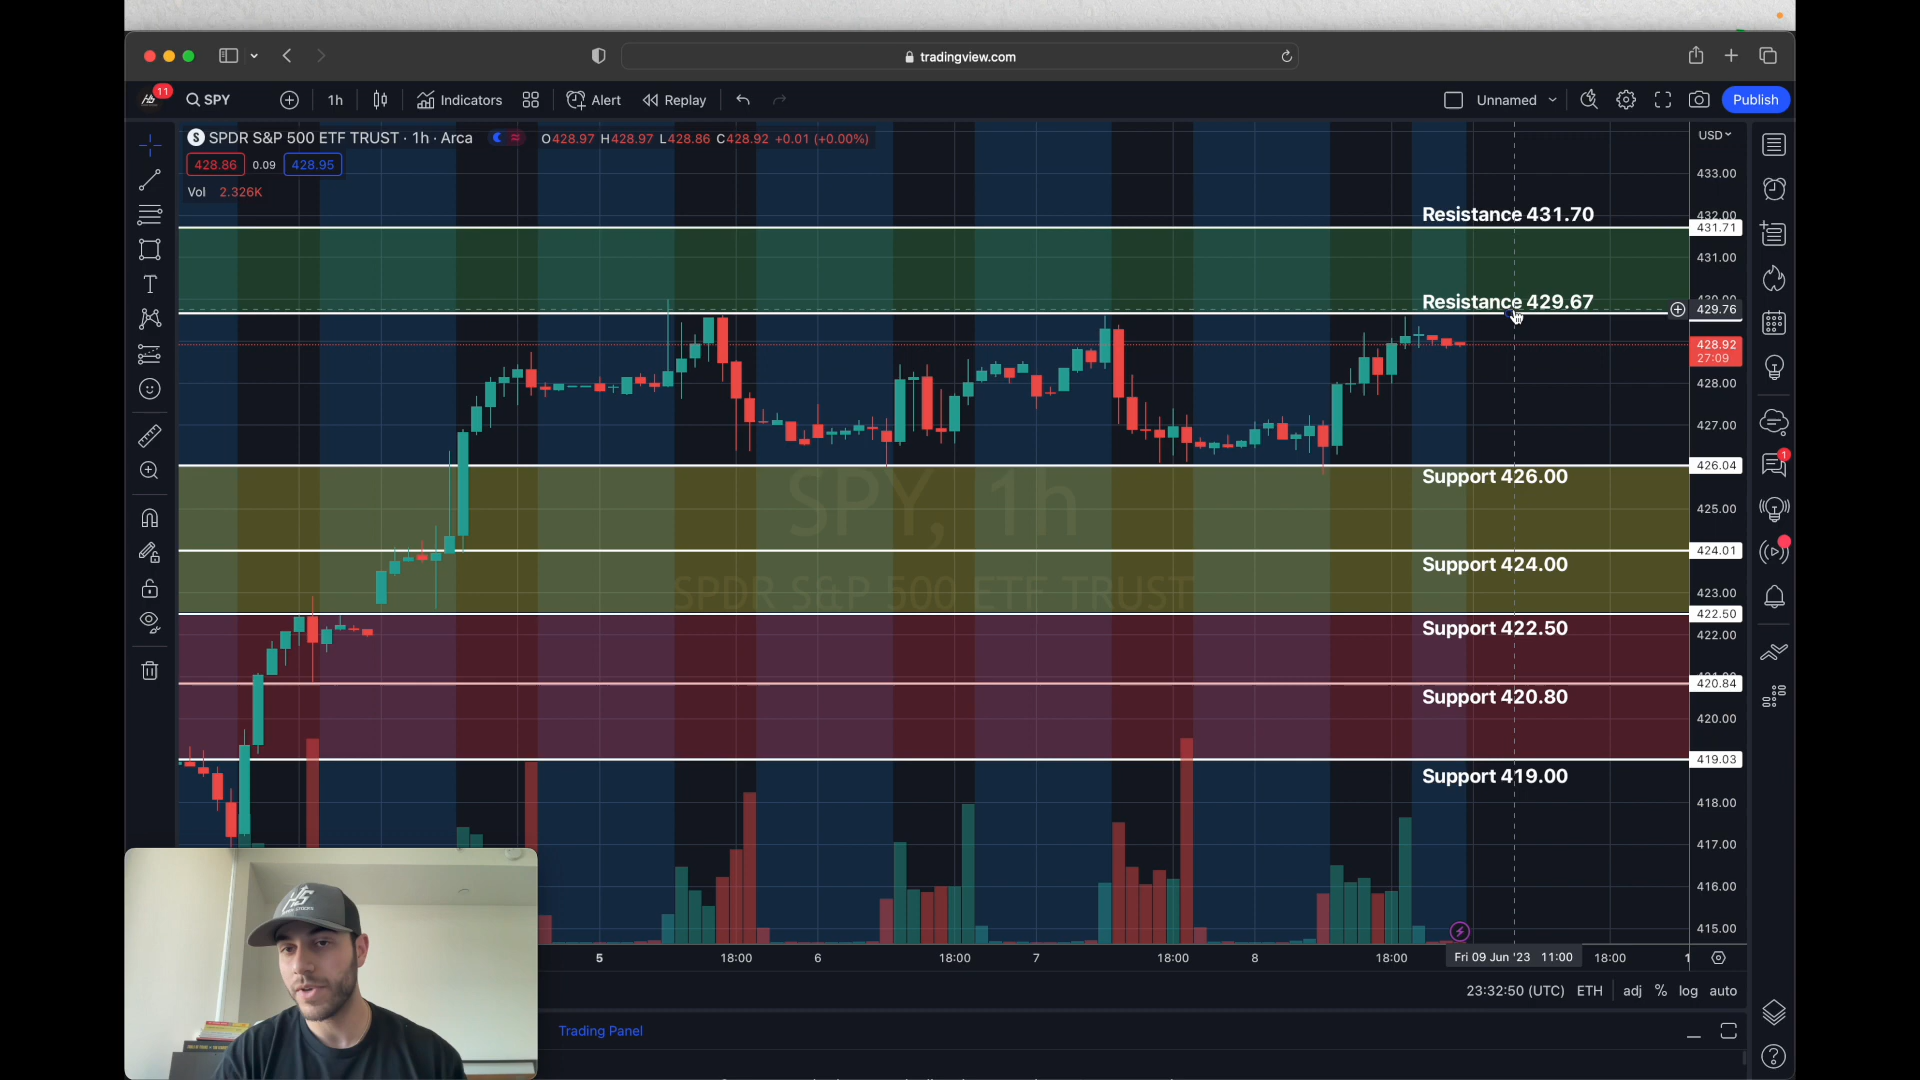 tradingview.com
11
SPY
1h
Indicators
Alert
Replay
Unnamed
Publish
SPDR S&P 500 ETF TRUST · 1h · Arca
O428.97 H428.97 L428.86 C428.92 +0.01 (+0.00%)
USD
428.86 0.09 428.95
Vol 2.326K
433.00
Resistance 431.70
432.00
431.71
431.00
Resistance 429.67
430.00
429.76
428.92
27:09
428.00
427.00
426.04
Support 426.00
SPY, 1h
425.00
424.01
Support 424.00
SPDR S&P 500 ETF TRUST
423.00
422.50
Support 422.50
422.00
420.84
Support 420.80
420.00
419.03
Support 419.00
418.00
417.00
416.00
415.00
1
5 18:00 6 18:00 7 18:00 8 18:00 Fri 09 Jun '23 11:00 18:00 1
23:32:50 (UTC) ETH adj % log auto
Trading Panel